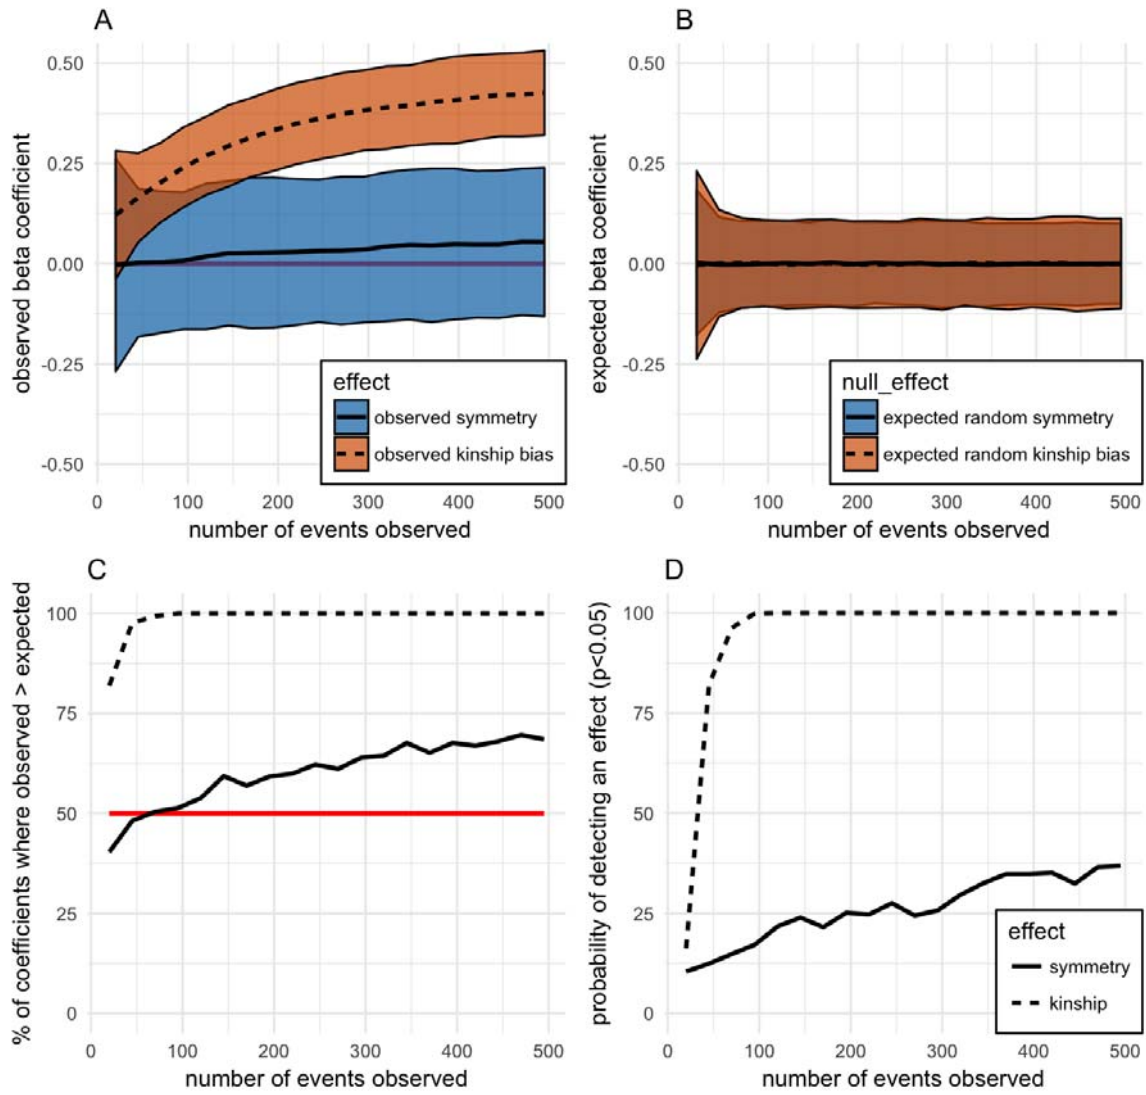 A
observed beta coefficient
0.50
0.25
0.00
-0.25
-0.50
effect
observed symmetry
observed kinship bias
0 100 200 300 400 500
number of events observed
B
expected beta coefficient
0.50
0.25
0.00
-0.25
-0.50
null_effect
expected random symmetry
expected random kinship bias
0 100 200 300 400 500
number of events observed
C
% of coefficients where observed > expected
100
75
50
25
0
0 100 200 300 400 500
number of events observed
D
probability of detecting an effect (p<0.05)
100
75
50
25
0
effect
symmetry
kinship
0 100 200 300 400 500
number of events observed